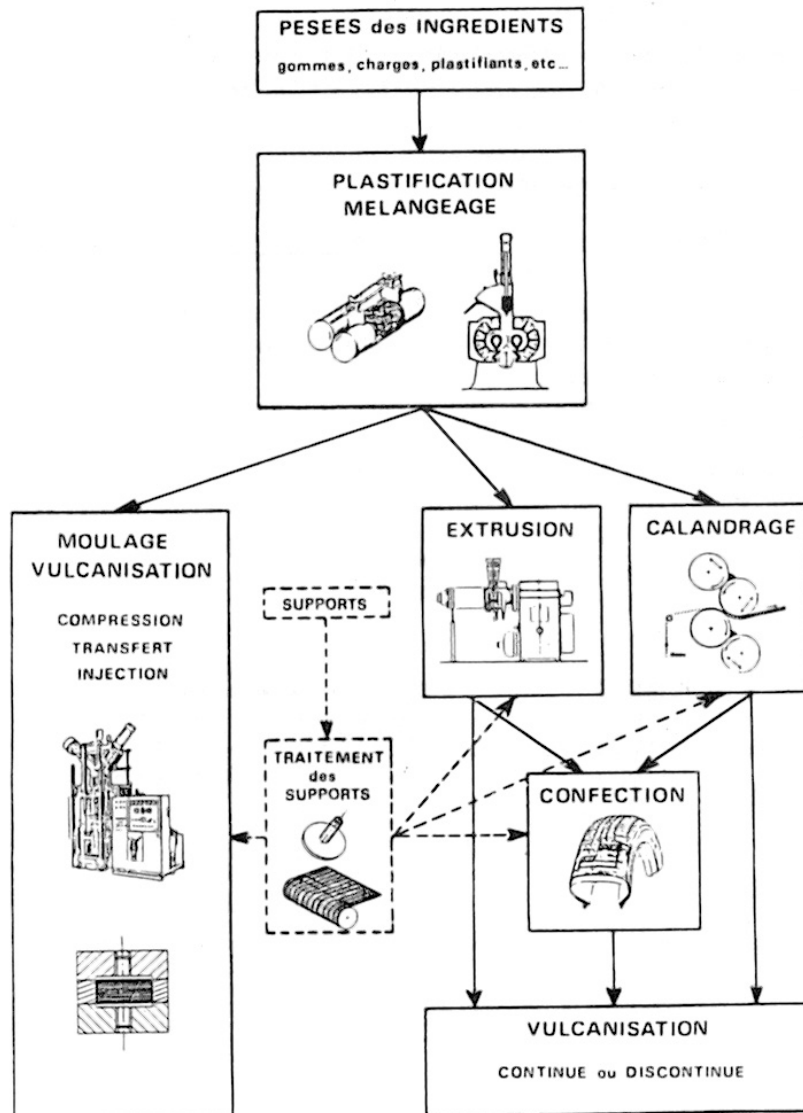 PESEES des INGREDIENTS
gommes, charges, plastifiants, etc...
PLASTIFICATION
MELANGEAGE
MOULAGE
VULCANISATION
COMPRESSION
TRANSFERT
INJECTION
SUPPORTS
TRAITEMENT
des
SUPPORTS
EXTRUSION
CALANDRAGE
CONFECTION
VULCANISATION
CONTINUE ou DISCONTINUE